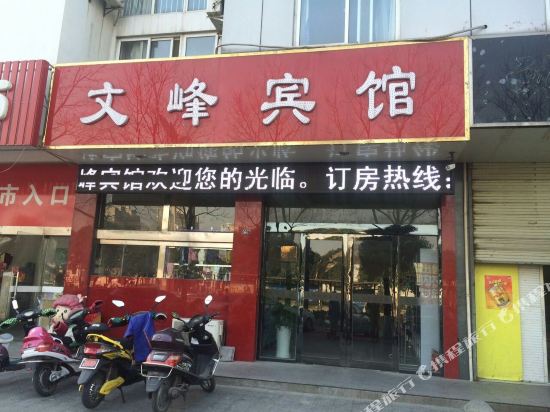 文峰宾馆
峰宾馆欢迎您的光临。订房热线:
市入口
携程旅行